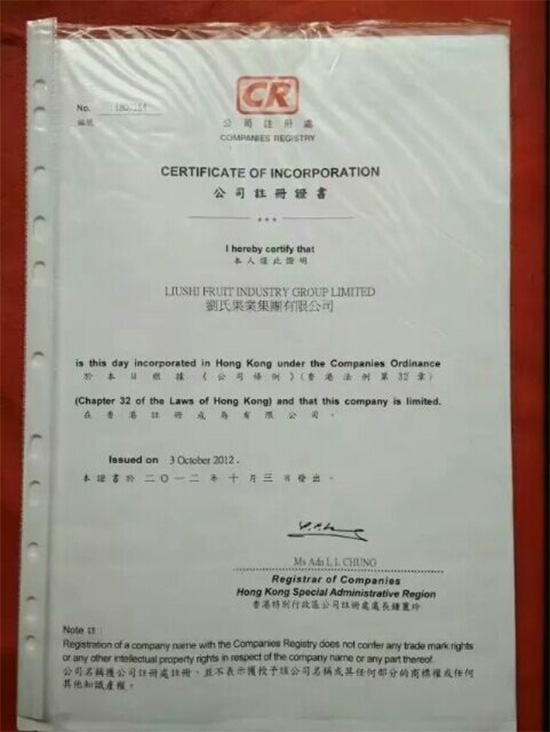 CR
公司註冊處
COMPANIES REGISTRY
No.
編號
CERTIFICATE OF INCORPORATION
公司註冊證書
***
I hereby certify that
本人謹此證明
LIUSHI FRUIT INDUSTRY GROUP LIMITED
劉氏果業集團有限公司
is this day incorporated in Hong Kong under the Companies Ordinance
於本日根據《公司條例》(香港法例第32章)
(Chapter 32 of the Laws of Hong Kong) and that this company is limited.
在香港註冊成為有限公司。
Issued on 3 October 2012.
本證書於二〇一二年十月三日發出。
Ms Ada L L CHUNG
Registrar of Companies
Hong Kong Special Administrative Region
香港特別行政區公司註冊處處長鍾麗玲
Note 註:
Registration of a company name with the Companies Registry does not confer any trade mark rights
or any other intellectual property rights in respect of the company name or any part thereof.
公司名稱獲公司註冊處註冊,並不表示獲授予該公司名稱或其任何部分的商標權或任何
其他知識產權。